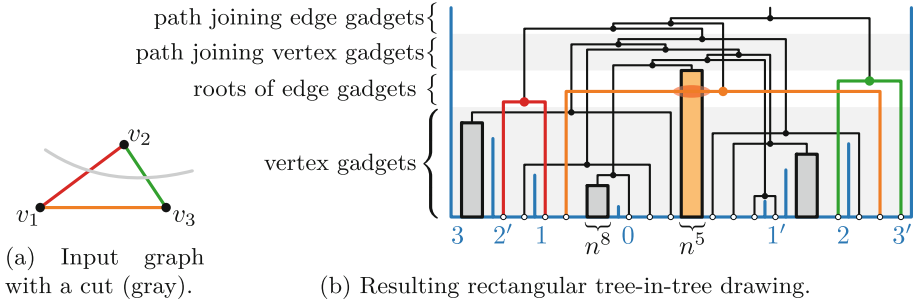 path joining edge gadgets
path joining vertex gadgets
roots of edge gadgets
vertex gadgets
v₂
v₁
v₃
3 2′ 1 n⁸ 0 n⁵ 1′ 2 3′
(a) Input graph
with a cut (gray).
(b) Resulting rectangular tree-in-tree drawing.